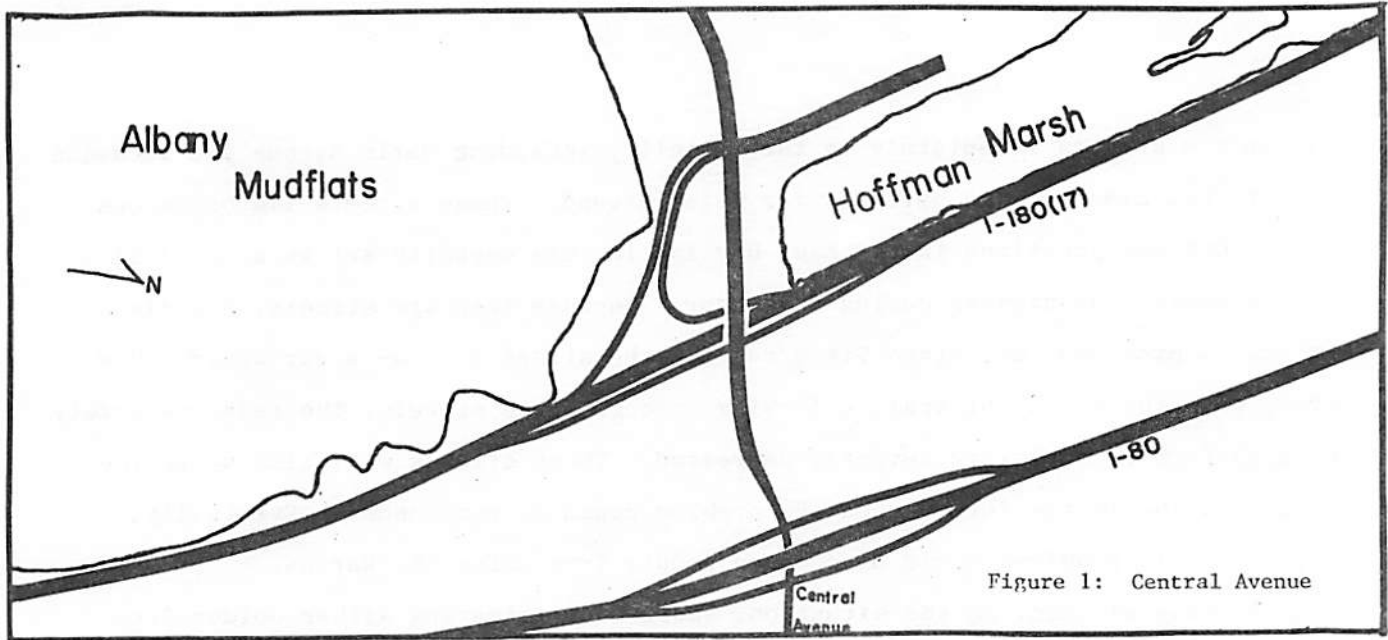 Albany
Mudflats
N
Hoffman Marsh
I-180(17)
I-80
Figure 1: Central Avenue
Central
Avenue